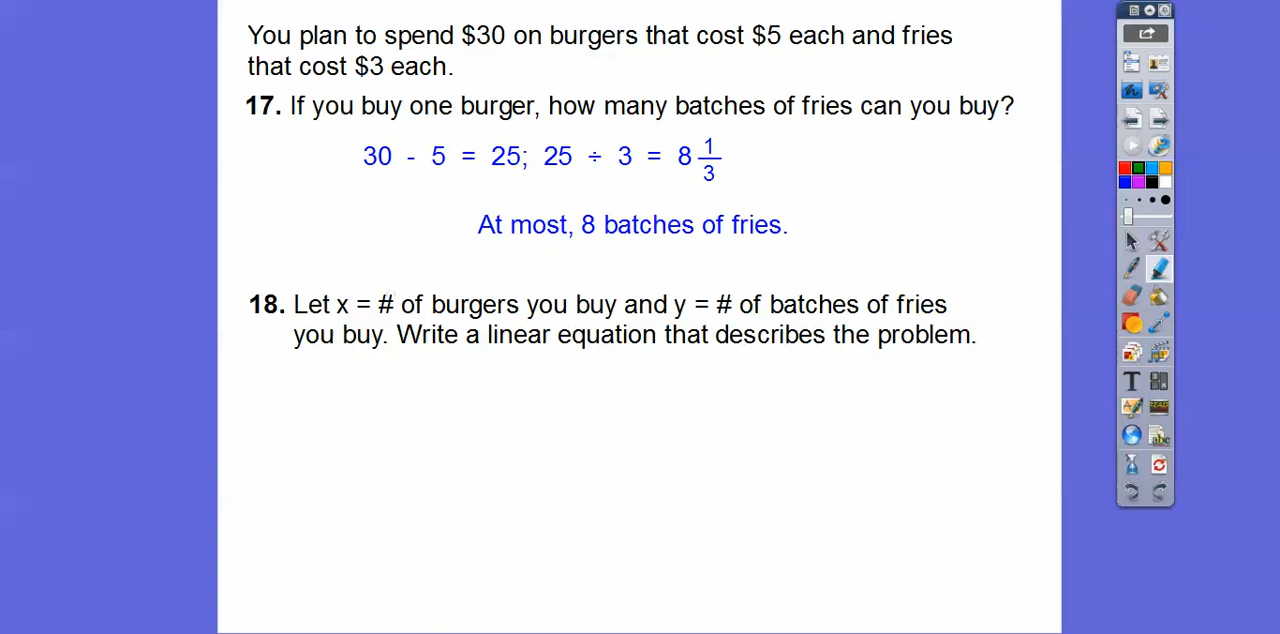 You plan to spend $30 on burgers that cost $5 each and fries
that cost $3 each.
17. If you buy one burger, how many batches of fries can you buy?
30 - 5 = 25; 25 ÷ 3 = 8 1/3
At most, 8 batches of fries.
18. Let x = # of burgers you buy and y = # of batches of fries
you buy. Write a linear equation that describes the problem.